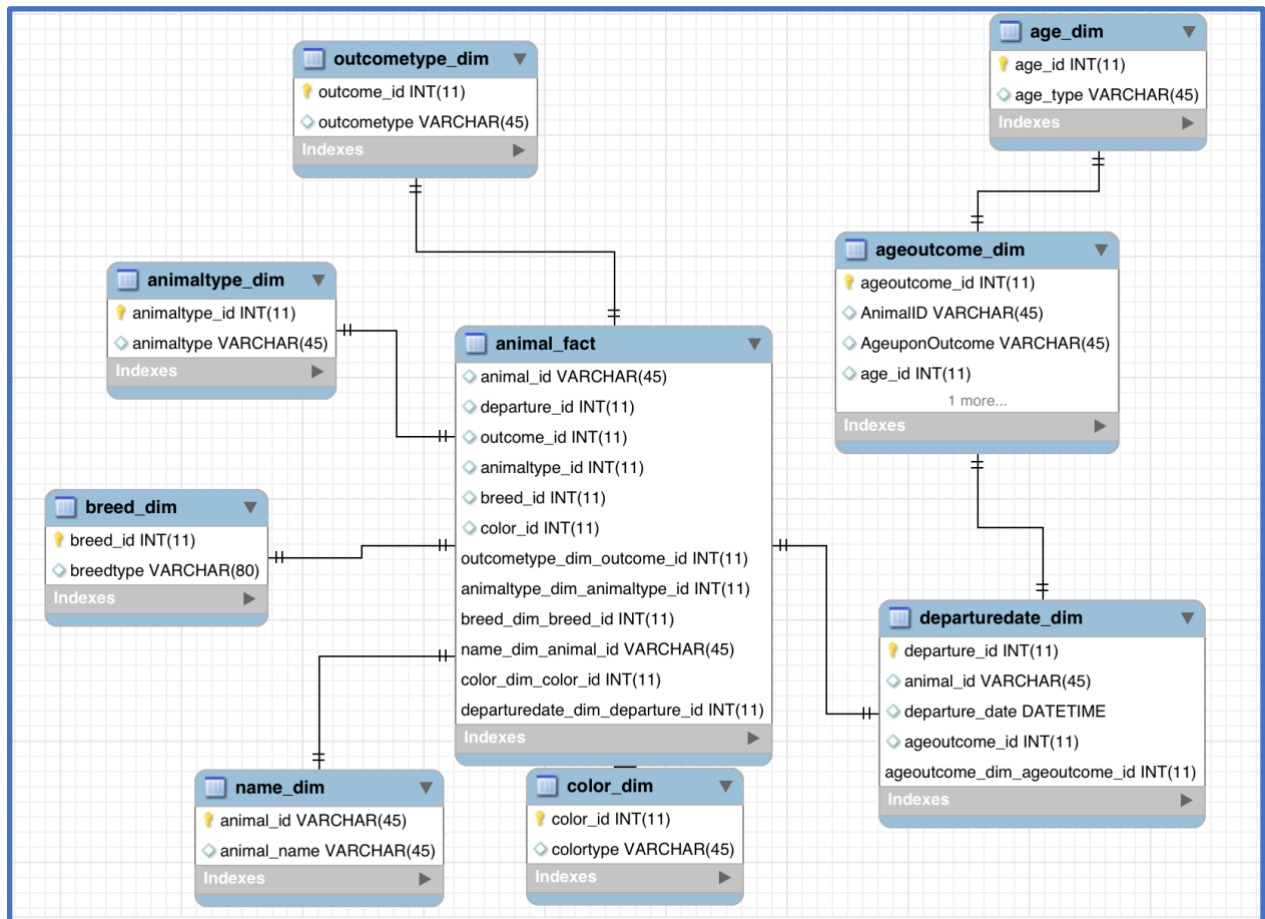 outcometype_dim
outcome_id INT(11)
outcometype VARCHAR(45)
Indexes
age_dim
age_id INT(11)
age_type VARCHAR(45)
Indexes
animaltype_dim
animaltype_id INT(11)
animaltype VARCHAR(45)
Indexes
ageoutcome_dim
ageoutcome_id INT(11)
AnimalID VARCHAR(45)
AgeuponOutcome VARCHAR(45)
age_id INT(11)
1 more...
Indexes
animal_fact
animal_id VARCHAR(45)
departure_id INT(11)
outcome_id INT(11)
animaltype_id INT(11)
breed_id INT(11)
color_id INT(11)
outcometype_dim_outcome_id INT(11)
animaltype_dim_animaltype_id INT(11)
breed_dim_breed_id INT(11)
name_dim_animal_id VARCHAR(45)
color_dim_color_id INT(11)
departuredate_dim_departure_id INT(11)
Indexes
breed_dim
breed_id INT(11)
breedtype VARCHAR(80)
Indexes
departuredate_dim
departure_id INT(11)
animal_id VARCHAR(45)
departure_date DATETIME
ageoutcome_id INT(11)
ageoutcome_dim_ageoutcome_id INT(11)
Indexes
name_dim
animal_id VARCHAR(45)
animal_name VARCHAR(45)
Indexes
color_dim
color_id INT(11)
colortype VARCHAR(45)
Indexes